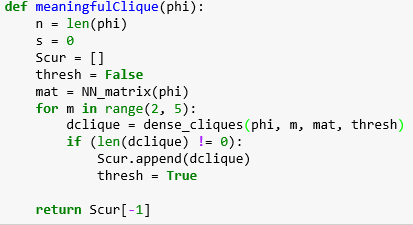 def meaningfulClique(phi):
    n = len(phi)
    s = 0
    Scur = []
    thresh = False
    mat = NN_matrix(phi)
    for m in range(2, 5):
        dclique = dense_cliques(phi, m, mat, thresh)
        if (len(dclique) != 0):
            Scur.append(dclique)
            thresh = True
    return Scur[-1]